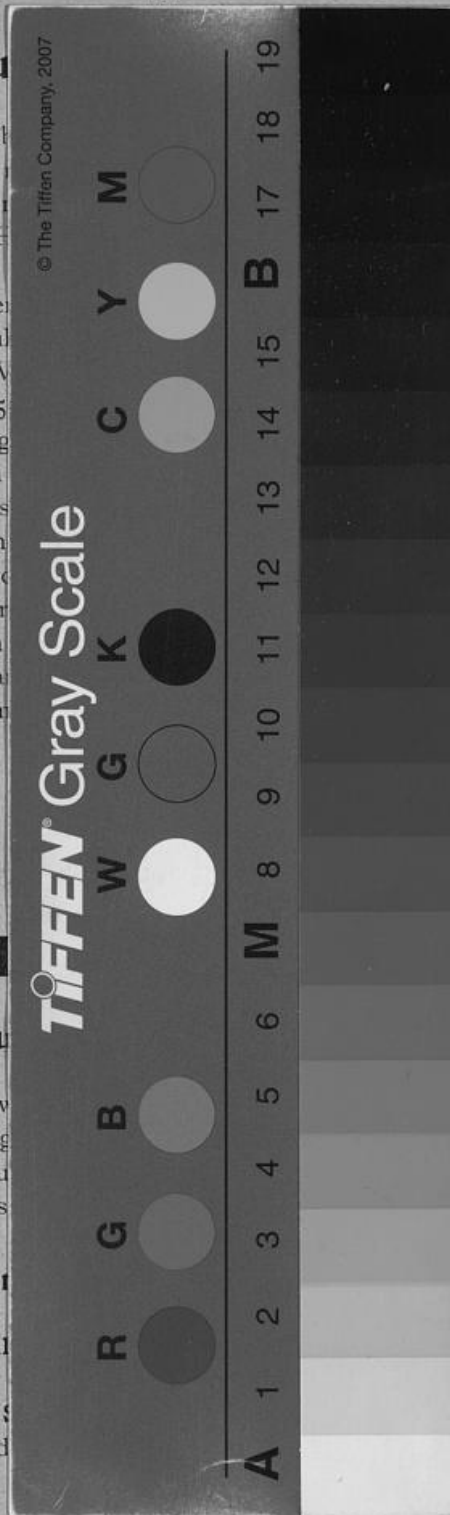 TIFFEN® Gray Scale
© The Tiffen Company, 2007
R G B W G K C Y M
A 1 2 3 4 5 6 M 8 9 10 11 12 13 14 15 B 17 18 19